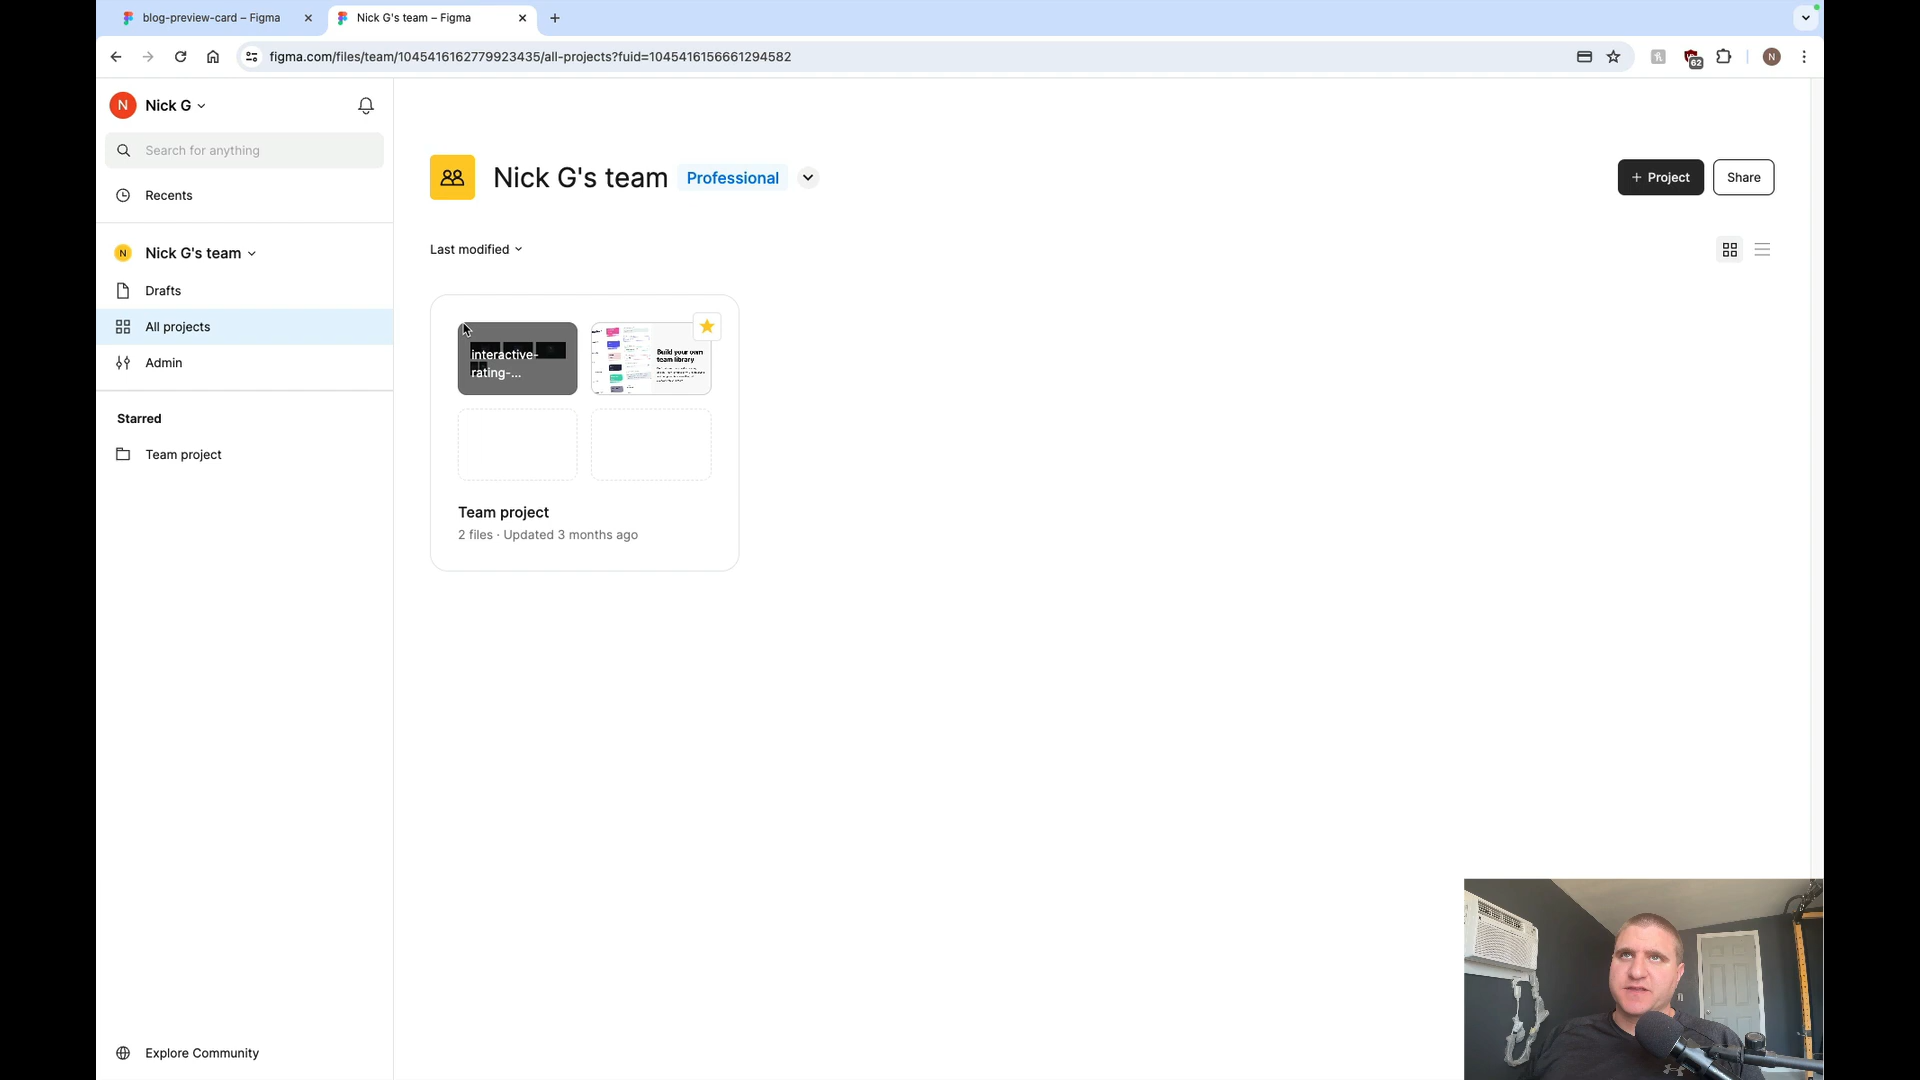 blog-preview-card – Figma
Nick G's team – Figma
figma.com/files/team/1045416162779923435/all-projects?fuid=1045416156661294582
62
N
N
Nick G
Search for anything
Recents
N
Nick G's team
Drafts
All projects
Admin
Starred
Team project
Explore Community
Nick G's team
Professional
+ Project
Share
Last modified
interactive-
rating-...
Build your own
team library
Team project
2 files · Updated 3 months ago